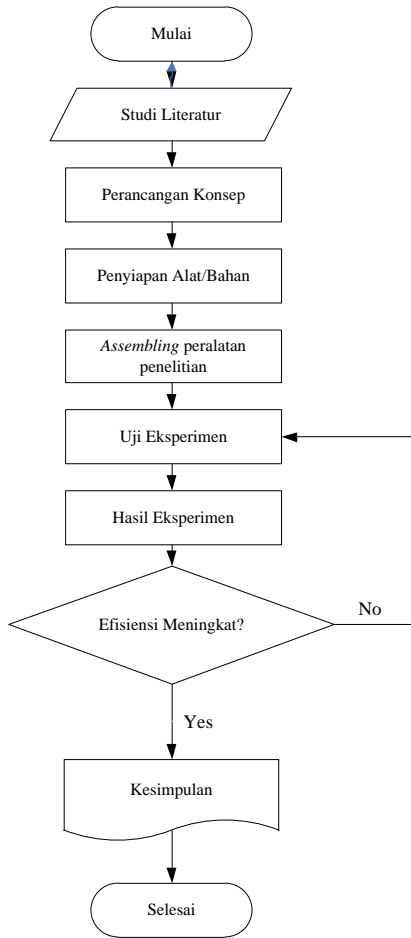 Mulai
Studi Literatur
Perancangan Konsep
Penyiapan Alat/Bahan
Assembling peralatan
penelitian
Uji Eksperimen
Hasil Eksperimen
Efisiensi Meningkat?
No
Yes
Kesimpulan
Selesai